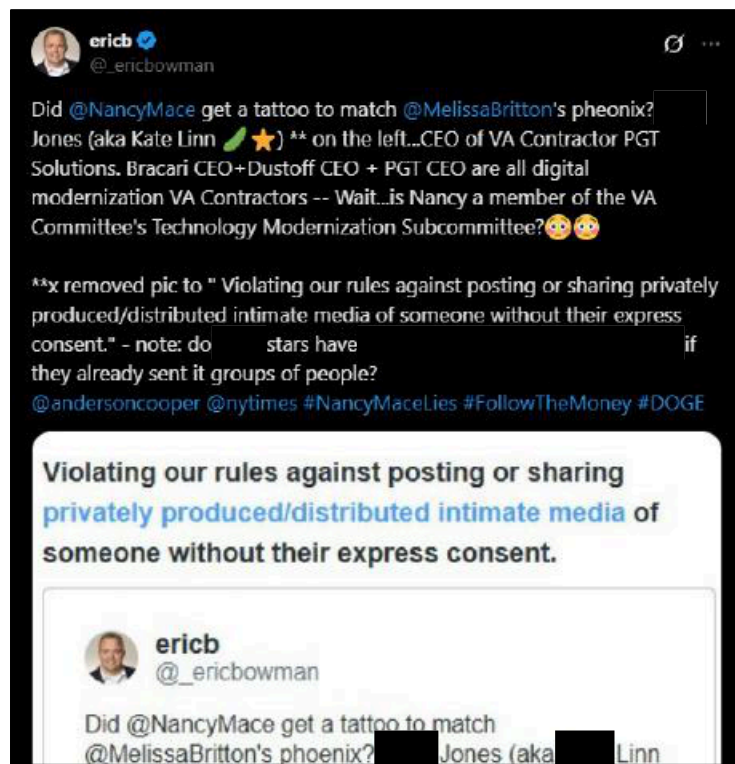 ericb
@_ericbowman
Did @NancyMace get a tattoo to match @MelissaBritton's pheonix?
Jones (aka Kate Linn 🥒⭐) ** on the left...CEO of VA Contractor PGT
Solutions. Bracari CEO+Dustoff CEO + PGT CEO are all digital
modernization VA Contractors -- Wait...is Nancy a member of the VA
Committee's Technology Modernization Subcommittee?😳😳
**x removed pic to " Violating our rules against posting or sharing privately
produced/distributed intimate media of someone without their express
consent." - note: do stars have if
they already sent it groups of people?
@andersoncooper @nytimes #NancyMaceLies #FollowTheMoney #DOGE
Violating our rules against posting or sharing
privately produced/distributed intimate media of
someone without their express consent.
ericb
@_ericbowman
Did @NancyMace get a tattoo to match
@MelissaBritton's phoenix? Jones (aka Linn